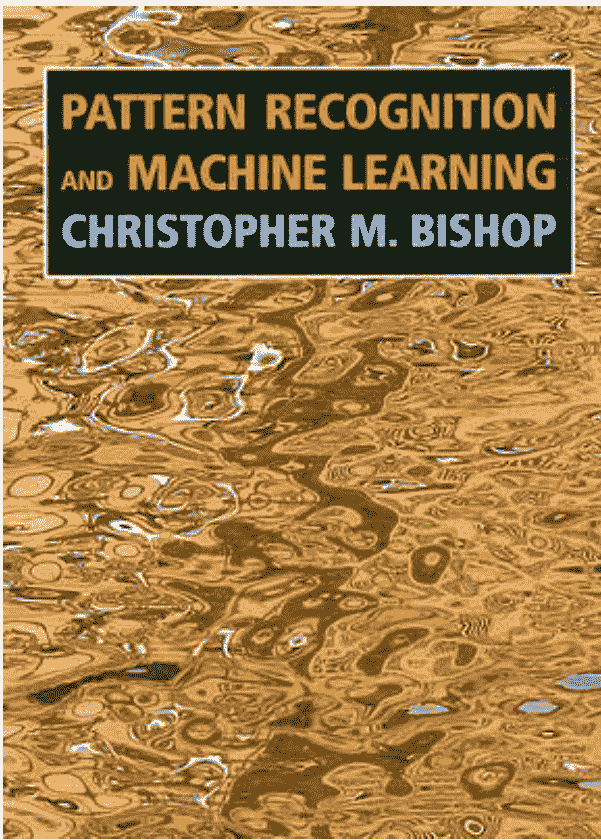 PATTERN RECOGNITION
AND MACHINE LEARNING
CHRISTOPHER M. BISHOP